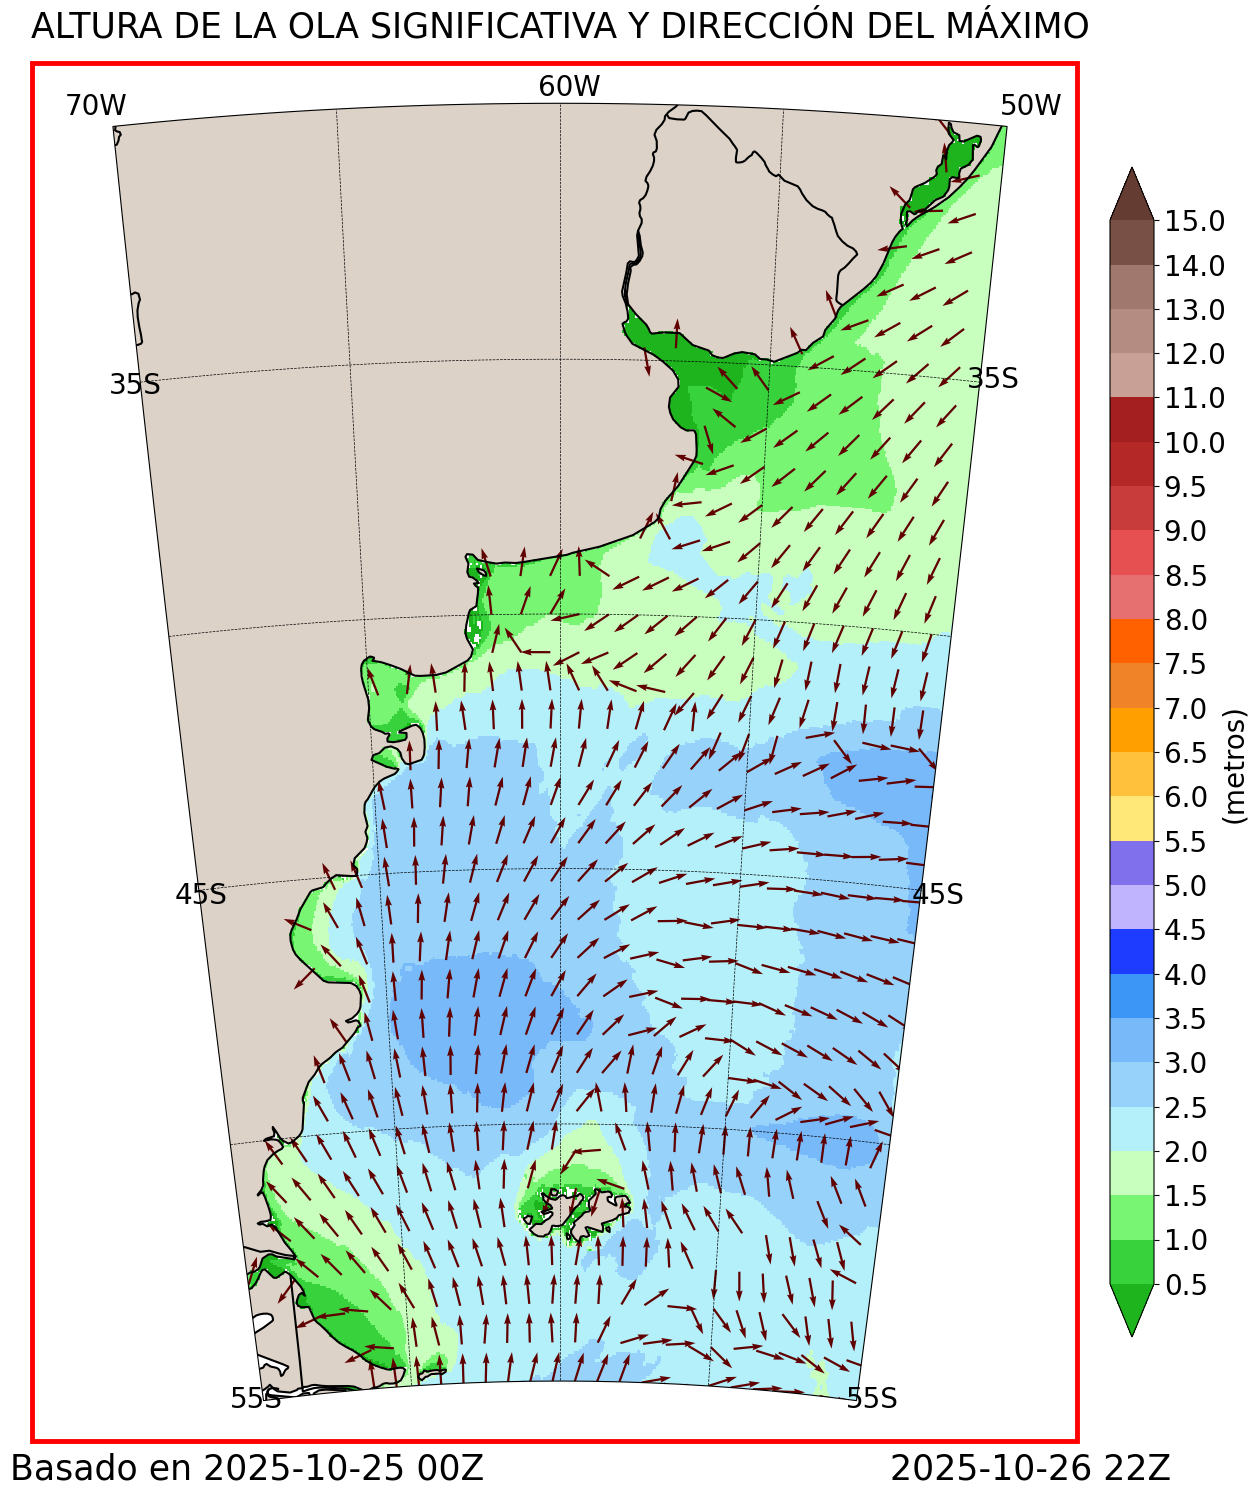 ALTURA DE LA OLA SIGNIFICATIVA Y DIRECCIÓN DEL MÁXIMO
70W
60W
50W
35S
35S
45S
45S
55S
55S
15.0
14.0
13.0
12.0
11.0
10.0
9.5
9.0
8.5
8.0
7.5
7.0
6.5
6.0
5.5
5.0
4.5
4.0
3.5
3.0
2.5
2.0
1.5
1.0
0.5
(metros)
Basado en 2025-10-25 00Z
2025-10-26 22Z